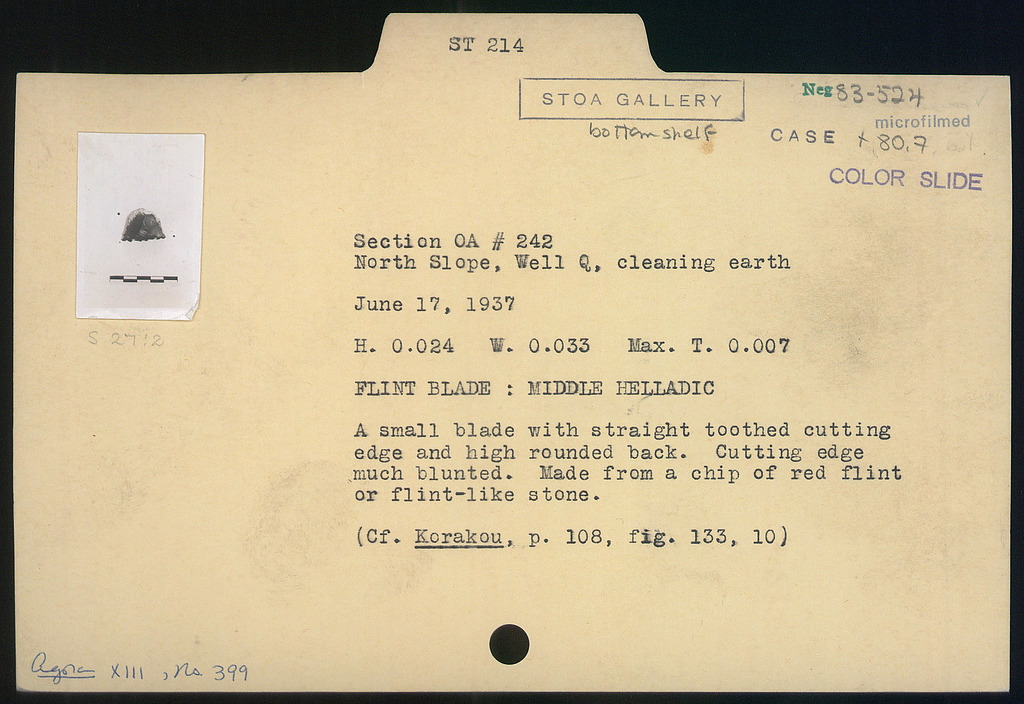 ST 214
STOA GALLERY
bottom shelf
Neg 83-524
microfilmed
CASE 80.7
COLOR SLIDE
S 2712
Section OA # 242
North Slope, Well Q, cleaning earth
June 17, 1937
H. 0.024 W. 0.033 Max. T. 0.007
FLINT BLADE : MIDDLE HELLADIC
A small blade with straight toothed cutting
edge and high rounded back. Cutting edge
much blunted. Made from a chip of red flint
or flint-like stone.
(Cf. Korakou, p. 108, fig. 133, 10)
Agora XIII, No. 399